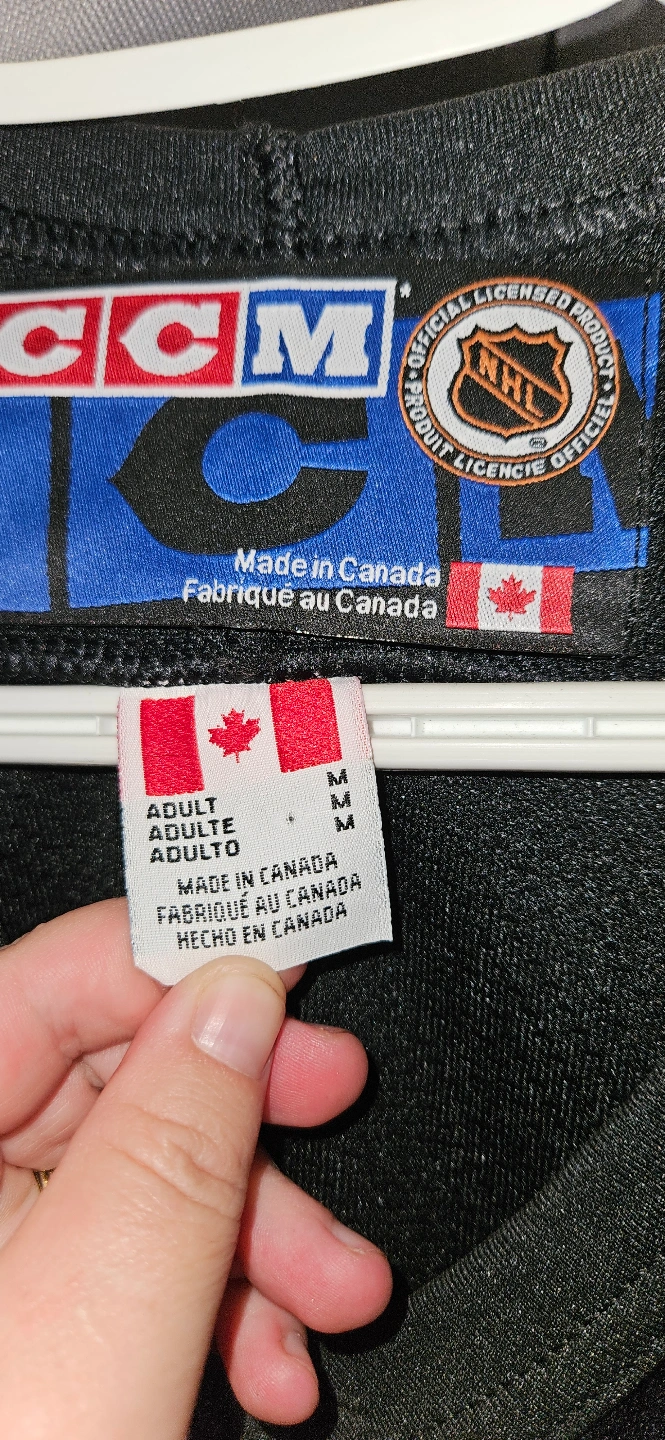 CCM
OFFICIAL LICENSED PRODUCT
NHL
PRODUIT LICENCIE OFFICIEL
Made in Canada
Fabriqué au Canada
ADULT M
ADULTE M
ADULTO M
MADE IN CANADA
FABRIQUÉ AU CANADA
HECHO EN CANADA